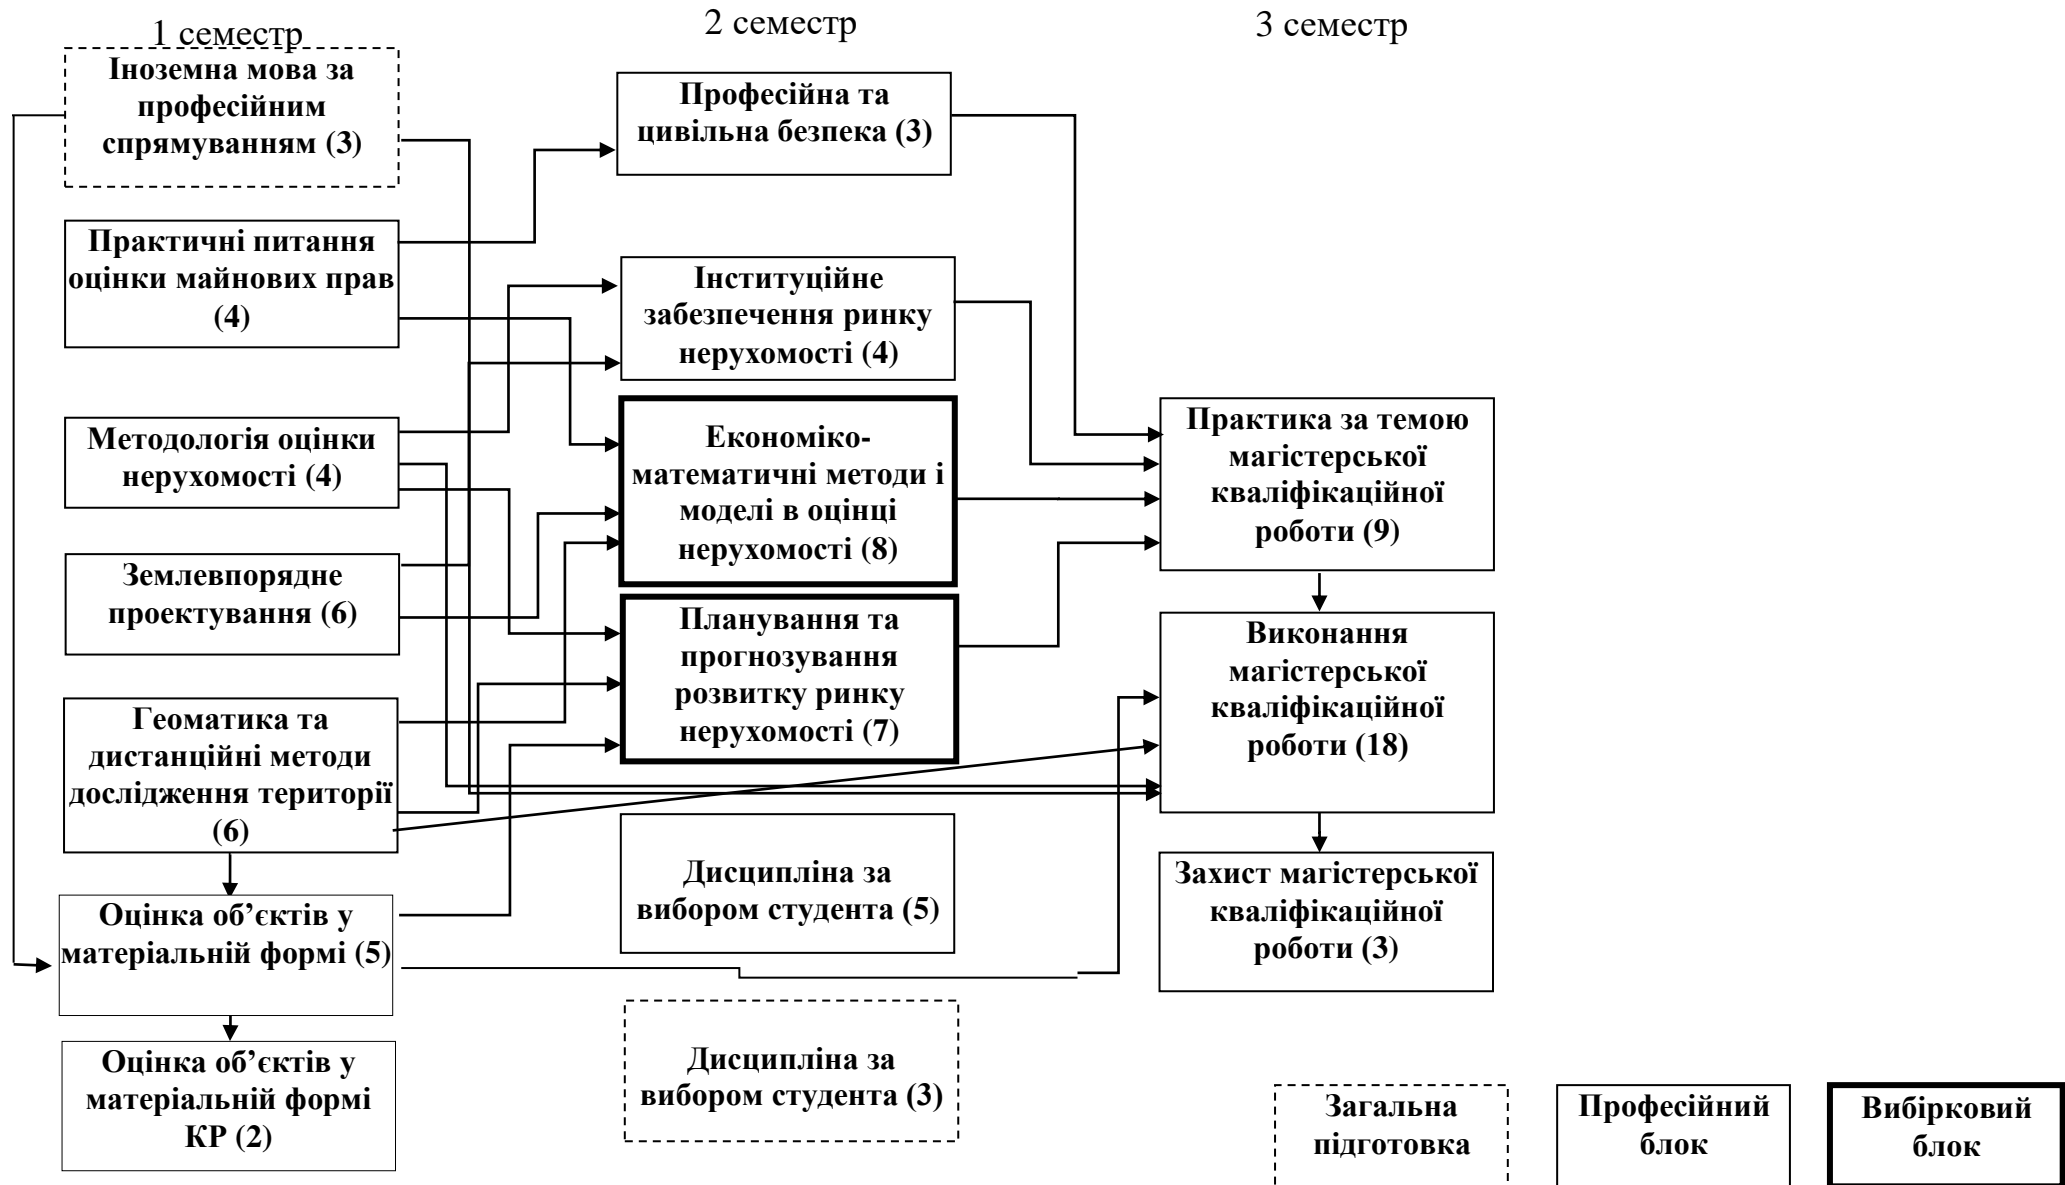 1 семестр
Іноземна мова за
професійним
спрямуванням (3)
Практичні питання
оцінки майнових прав
(4)
Методологія оцінки
нерухомості (4)
Землевпорядне
проектування (6)
Геоматика та
дистанційні методи
дослідження території
(6)
Оцінка об’єктів у
матеріальній формі (5)
Оцінка об’єктів у
матеріальній формі
КР (2)
2 семестр
Професійна та
цивільна безпека (3)
Інституційне
забезпечення ринку
нерухомості (4)
Економіко-
математичні методи і
моделі в оцінці
нерухомості (8)
Планування та
прогнозування
розвитку ринку
нерухомості (7)
Дисципліна за
вибором студента (5)
Дисципліна за
вибором студента (3)
3 семестр
Практика за темою
магістерської
кваліфікаційної
роботи (9)
Виконання
магістерської
кваліфікаційної
роботи (18)
Захист магістерської
кваліфікаційної
роботи (3)
Загальна
підготовка
Професійний
блок
Вибірковий
блок